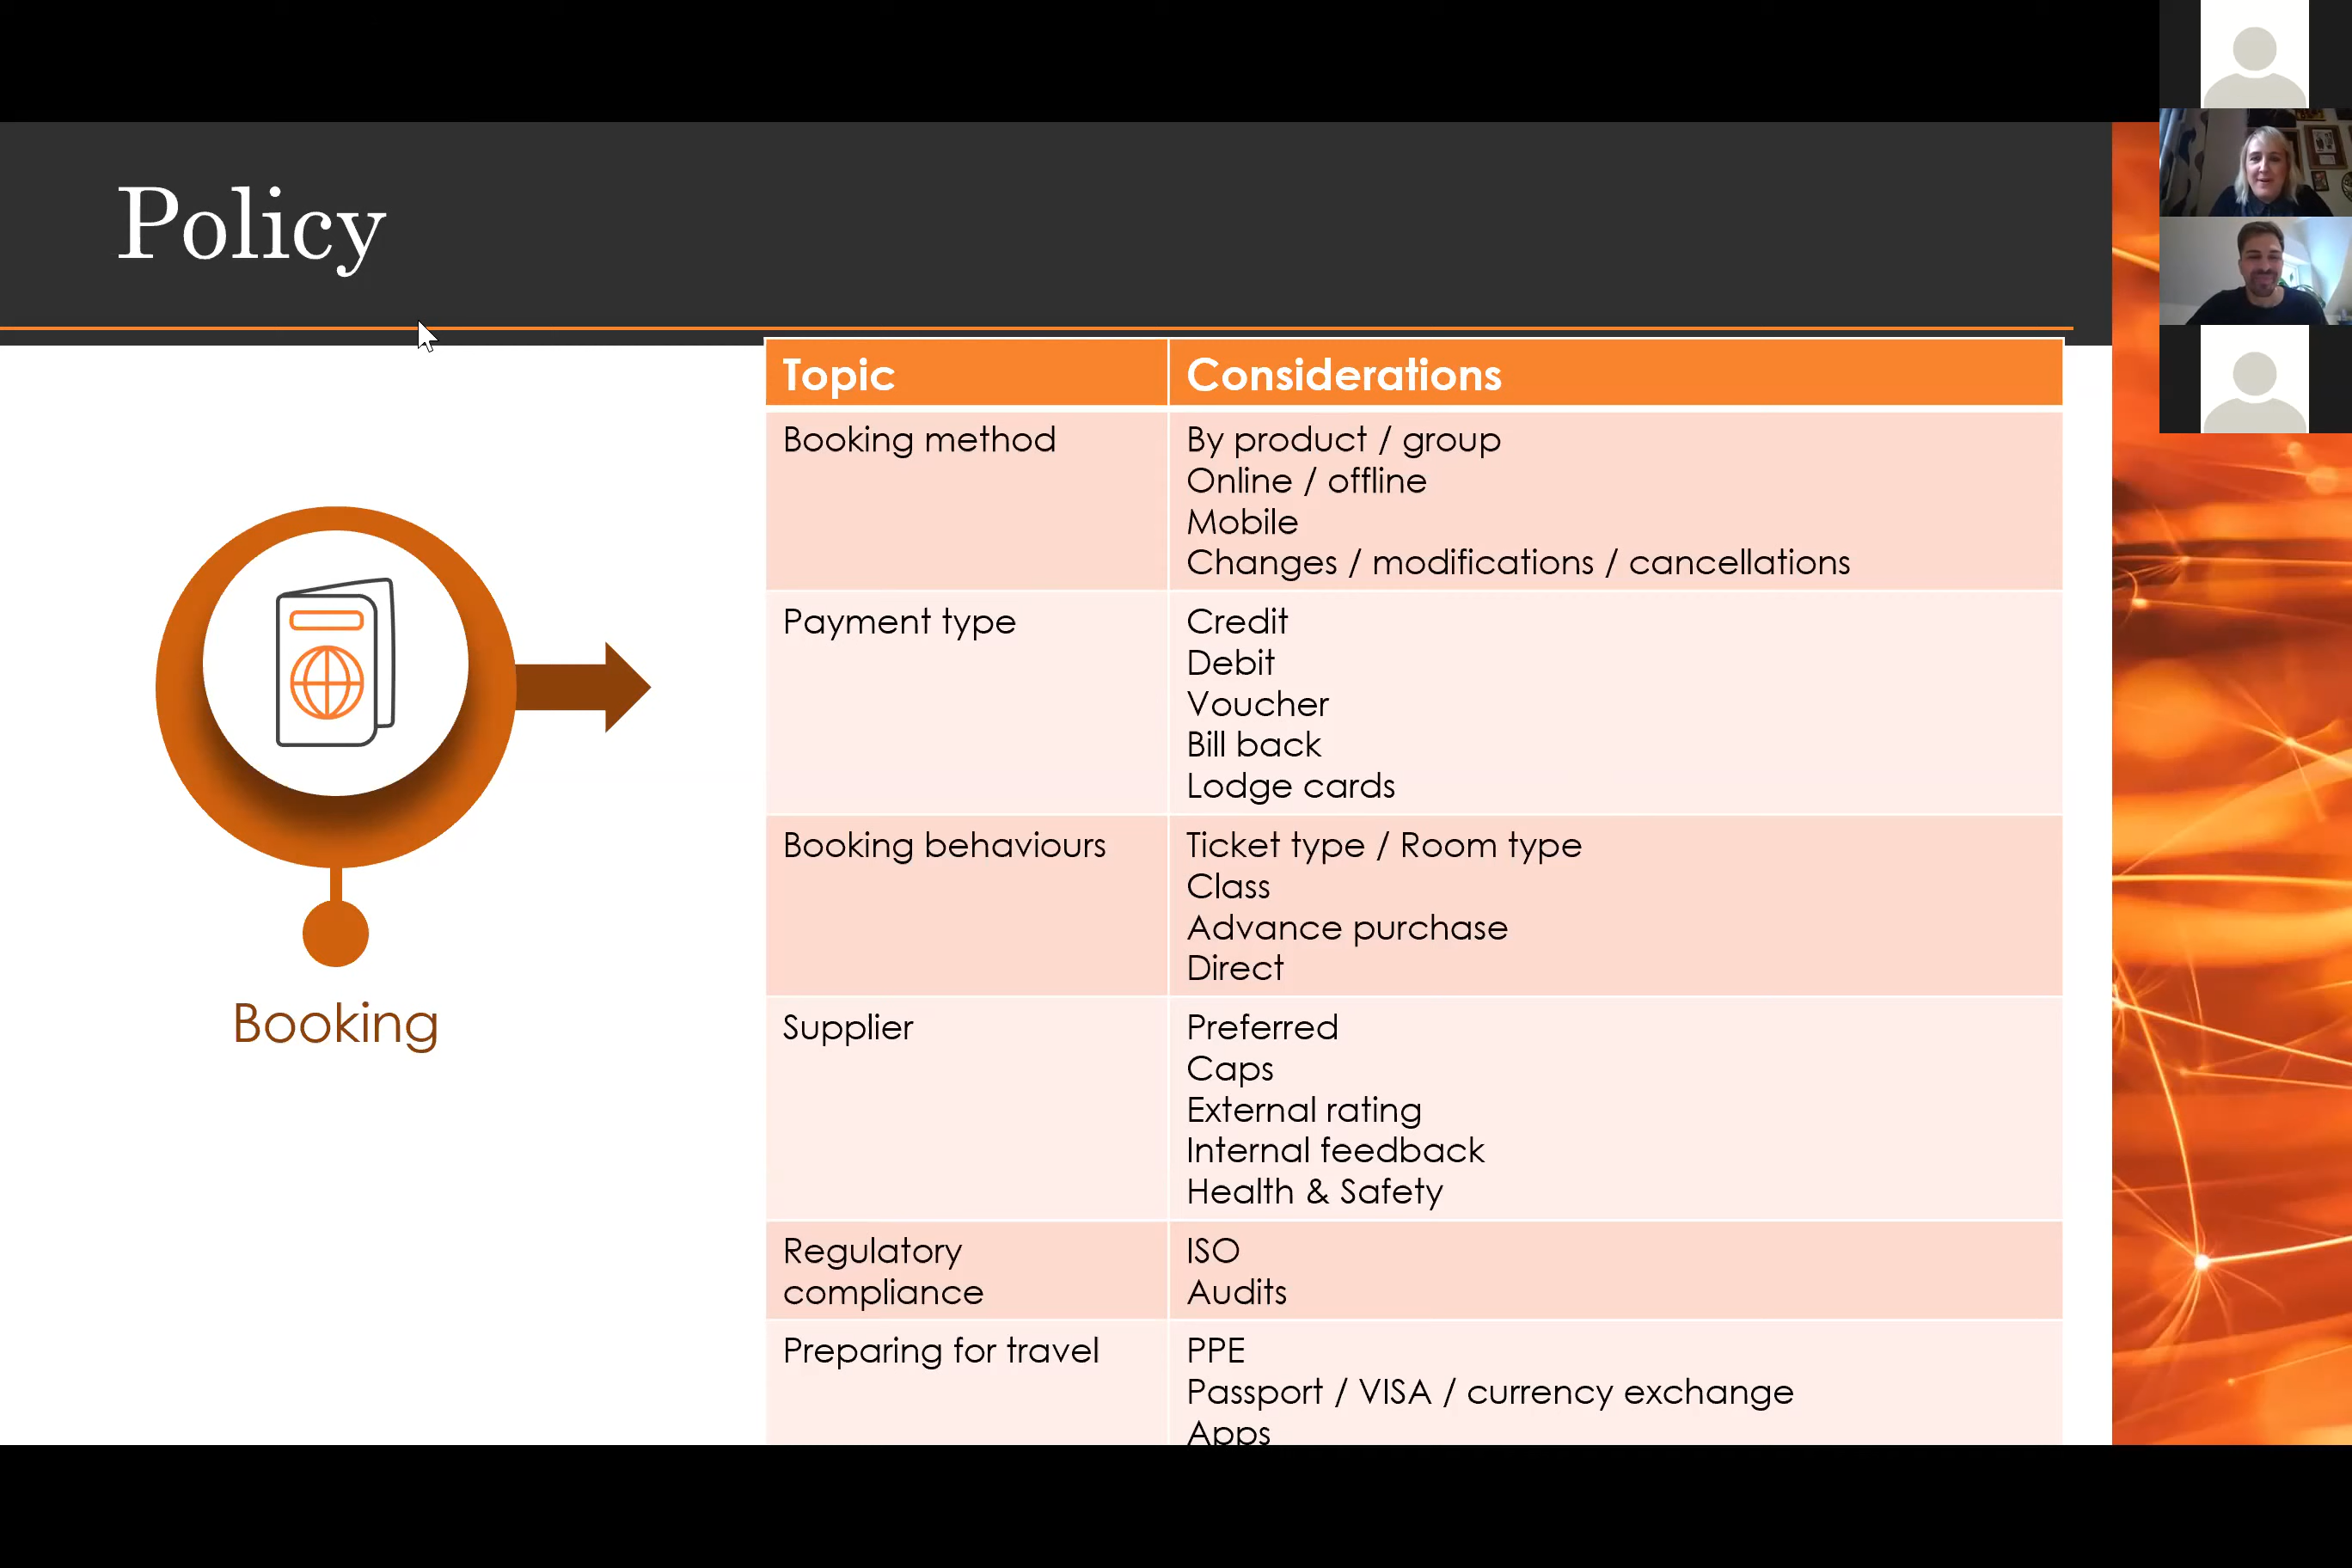 Policy
Topic
Considerations
Booking method
By product / group
Online / offline
Mobile
Changes / modifications / cancellations
Payment type
Credit
Debit
Voucher
Bill back
Lodge cards
Booking behaviours
Ticket type / Room type
Class
Advance purchase
Direct
Supplier
Preferred
Caps
External rating
Internal feedback
Health & Safety
Regulatory
compliance
ISO
Audits
Preparing for travel
PPE
Passport / VISA / currency exchange
Apps
Booking